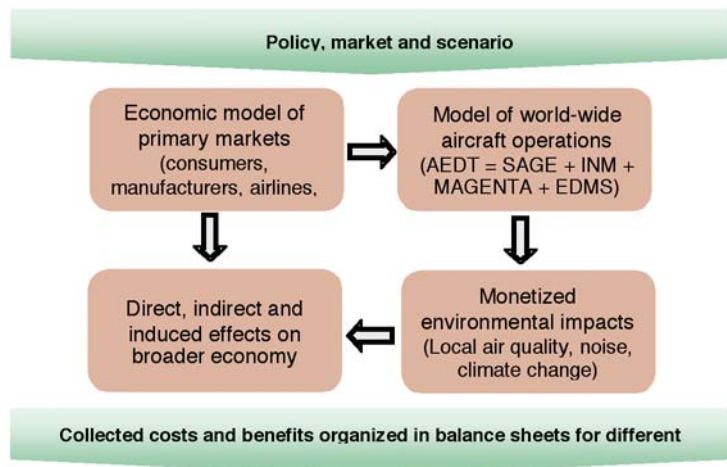 Policy, market and scenario
Economic model of
primary markets
(consumers,
manufacturers, airlines,
Model of world-wide
aircraft operations
(AEDT = SAGE + INM +
MAGENTA + EDMS)
Direct, indirect and
induced effects on
broader economy
Monetized
environmental impacts
(Local air quality, noise,
climate change)
Collected costs and benefits organized in balance sheets for different